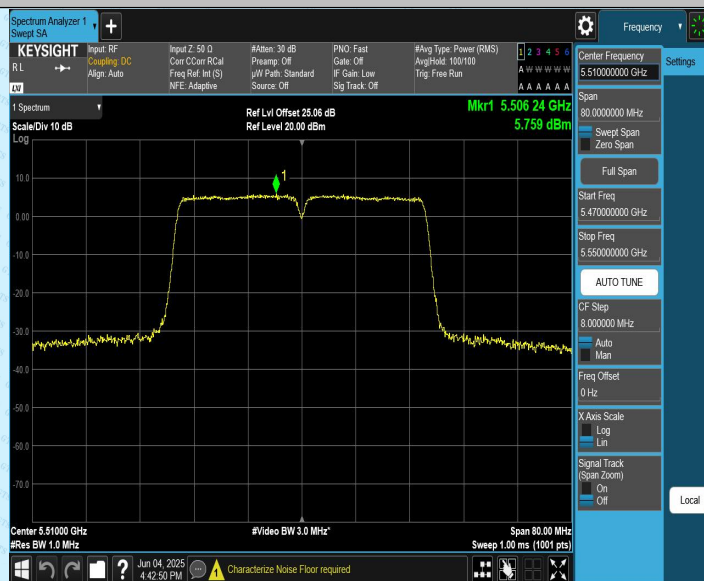 Spectrum Analyzer 1
Swept SA
+
Frequency
KEYSIGHT
RL
LXI
Input: RF
Coupling: DC
Align: Auto
Input Z: 50 Ω
Corr CCorr RCal
Freq Ref: Int (S)
NFE: Adaptive
#Atten: 30 dB
Preamp: Off
µW Path: Standard
Source: Off
PNO: Fast
Gate: Off
IF Gain: Low
Sig Track: Off
#Avg Type: Power (RMS)
Avg|Hold: 100/100
Trig: Free Run
1 2 3 4 5 6
A W W W W W
A A A A A A
1 Spectrum
Scale/Div 10 dB
Log
Ref Lvl Offset 25.06 dB
Ref Level 20.00 dBm
Mkr1 5.506 24 GHz
5.759 dBm
1
10.0
0.00
-10.0
-20.0
-30.0
-40.0
-50.0
-60.0
-70.0
Center 5.51000 GHz
#Res BW 1.0 MHz
#Video BW 3.0 MHz*
Span 80.00 MHz
Sweep 1.00 ms (1001 pts)
Center Frequency
5.510000000 GHz
Settings
Span
80.0000000 MHz
Swept Span
Zero Span
Full Span
Start Freq
5.470000000 GHz
Stop Freq
5.550000000 GHz
AUTO TUNE
CF Step
8.000000 MHz
Auto
Man
Freq Offset
0 Hz
X Axis Scale
Log
Lin
Signal Track
(Span Zoom)
On
Off
Local
?
Jun 04, 2025
4:42:50 PM
Characterize Noise Floor required